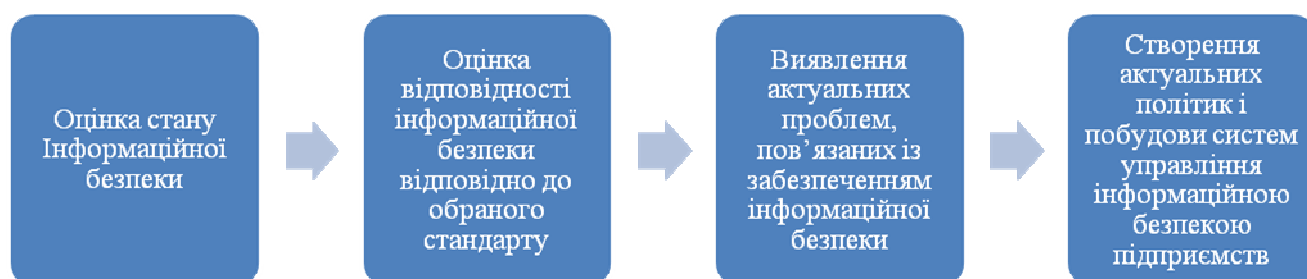 Оцінка стану
Інформаційної
безпеки
Оцінка
відповідності
інформаційної
безпеки
відповідно до
обраного
стандарту
Виявлення
актуальних
проблем,
пов’язаних із
забезпеченням
інформаційної
безпеки
Створення
актуальних
політик і
побудови систем
управління
інформаційною
безпекою
підприємств